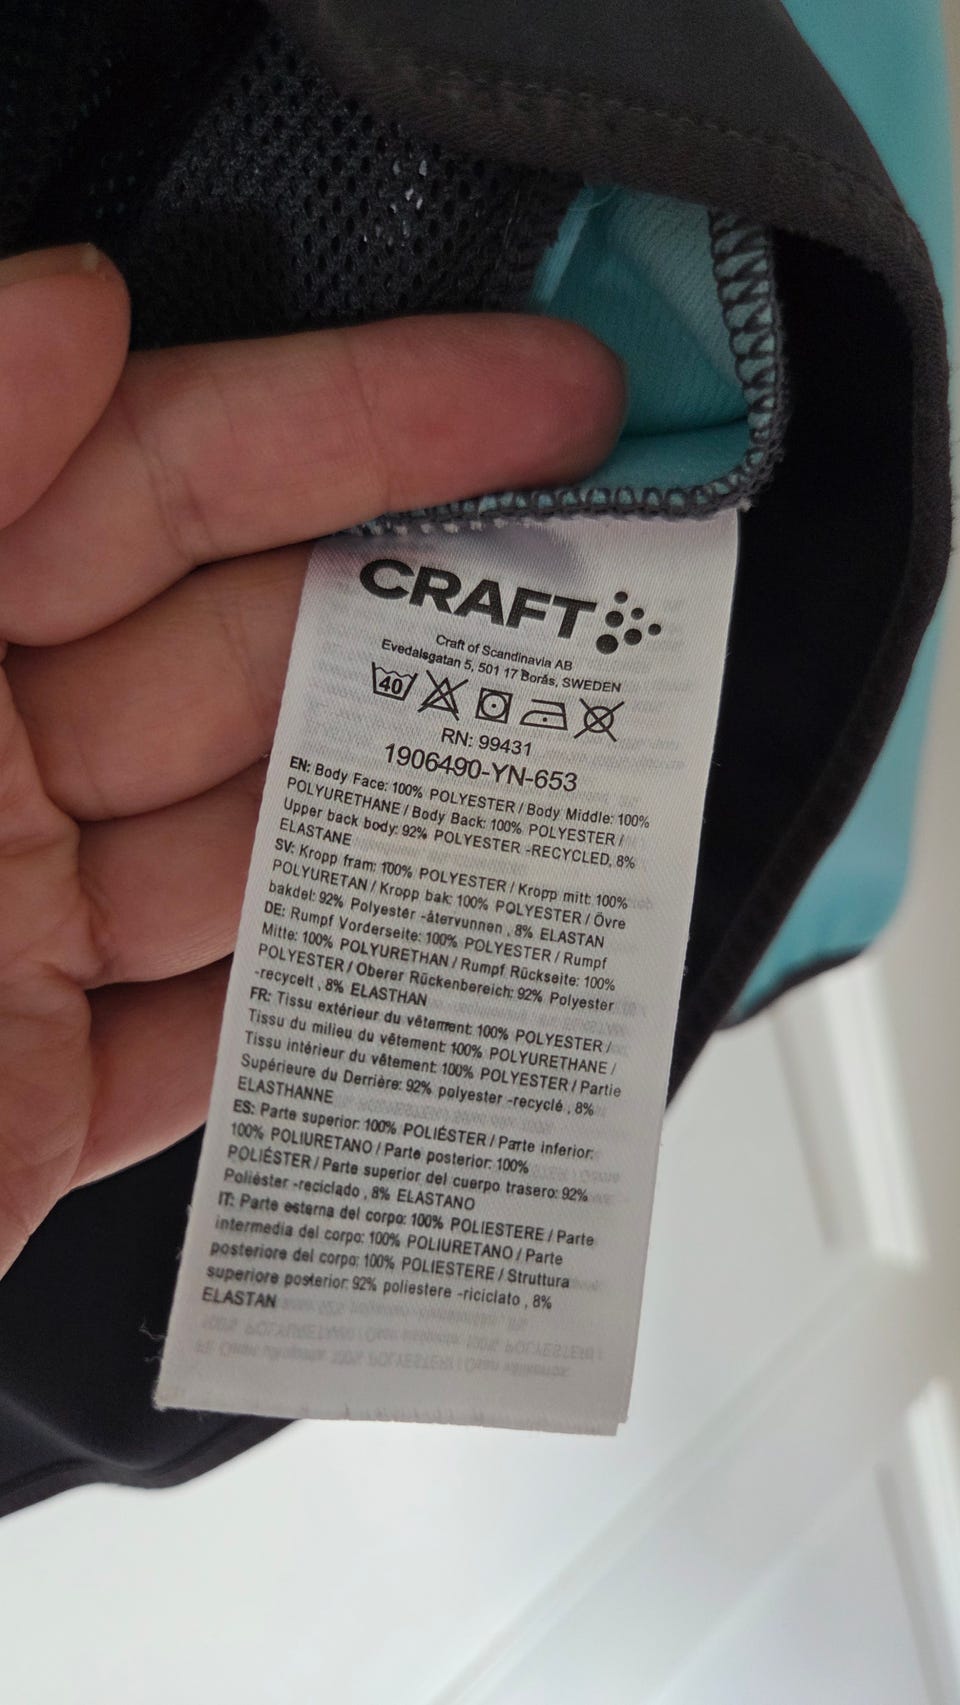 CRAFT
Craft of Scandinavia AB
Evedalsgatan 5, 501 17 Borås, SWEDEN
40
RN: 99431
1906490-YN-653
EN: Body Face: 100% POLYESTER / Body Middle: 100%
POLYURETHANE / Body Back: 100% POLYESTER /
Upper back body: 92% POLYESTER -RECYCLED, 8%
ELASTANE
SV: Kropp fram: 100% POLYESTER / Kropp mitt: 100%
POLYURETAN / Kropp bak: 100% POLYESTER / Övre
bakdel: 92% Polyester -återvunnen , 8% ELASTAN
DE: Rumpf Vorderseite: 100% POLYESTER / Rumpf
Mitte: 100% POLYURETHAN / Rumpf Rückseite: 100%
POLYESTER / Oberer Rückenbereich: 92% Polyester
-recycelt , 8% ELASTHAN
FR: Tissu extérieur du vêtement: 100% POLYESTER /
Tissu du milieu du vêtement: 100% POLYURETHANE /
Tissu intérieur du vêtement: 100% POLYESTER / Partie
Supérieure du Derrière: 92% polyester -recyclé , 8%
ELASTHANNE
ES: Parte superior: 100% POLIÉSTER / Parte inferior:
100% POLIURETANO / Parte posterior: 100%
POLIÉSTER / Parte superior del cuerpo trasero: 92%
Poliéster -reciclado , 8% ELASTANO
IT: Parte esterna del corpo: 100% POLIESTERE / Parte
intermedia del corpo: 100% POLIURETANO / Parte
posteriore del corpo: 100% POLIESTERE / Struttura
superiore posterior: 92% poliestere -riciclato , 8%
ELASTAN